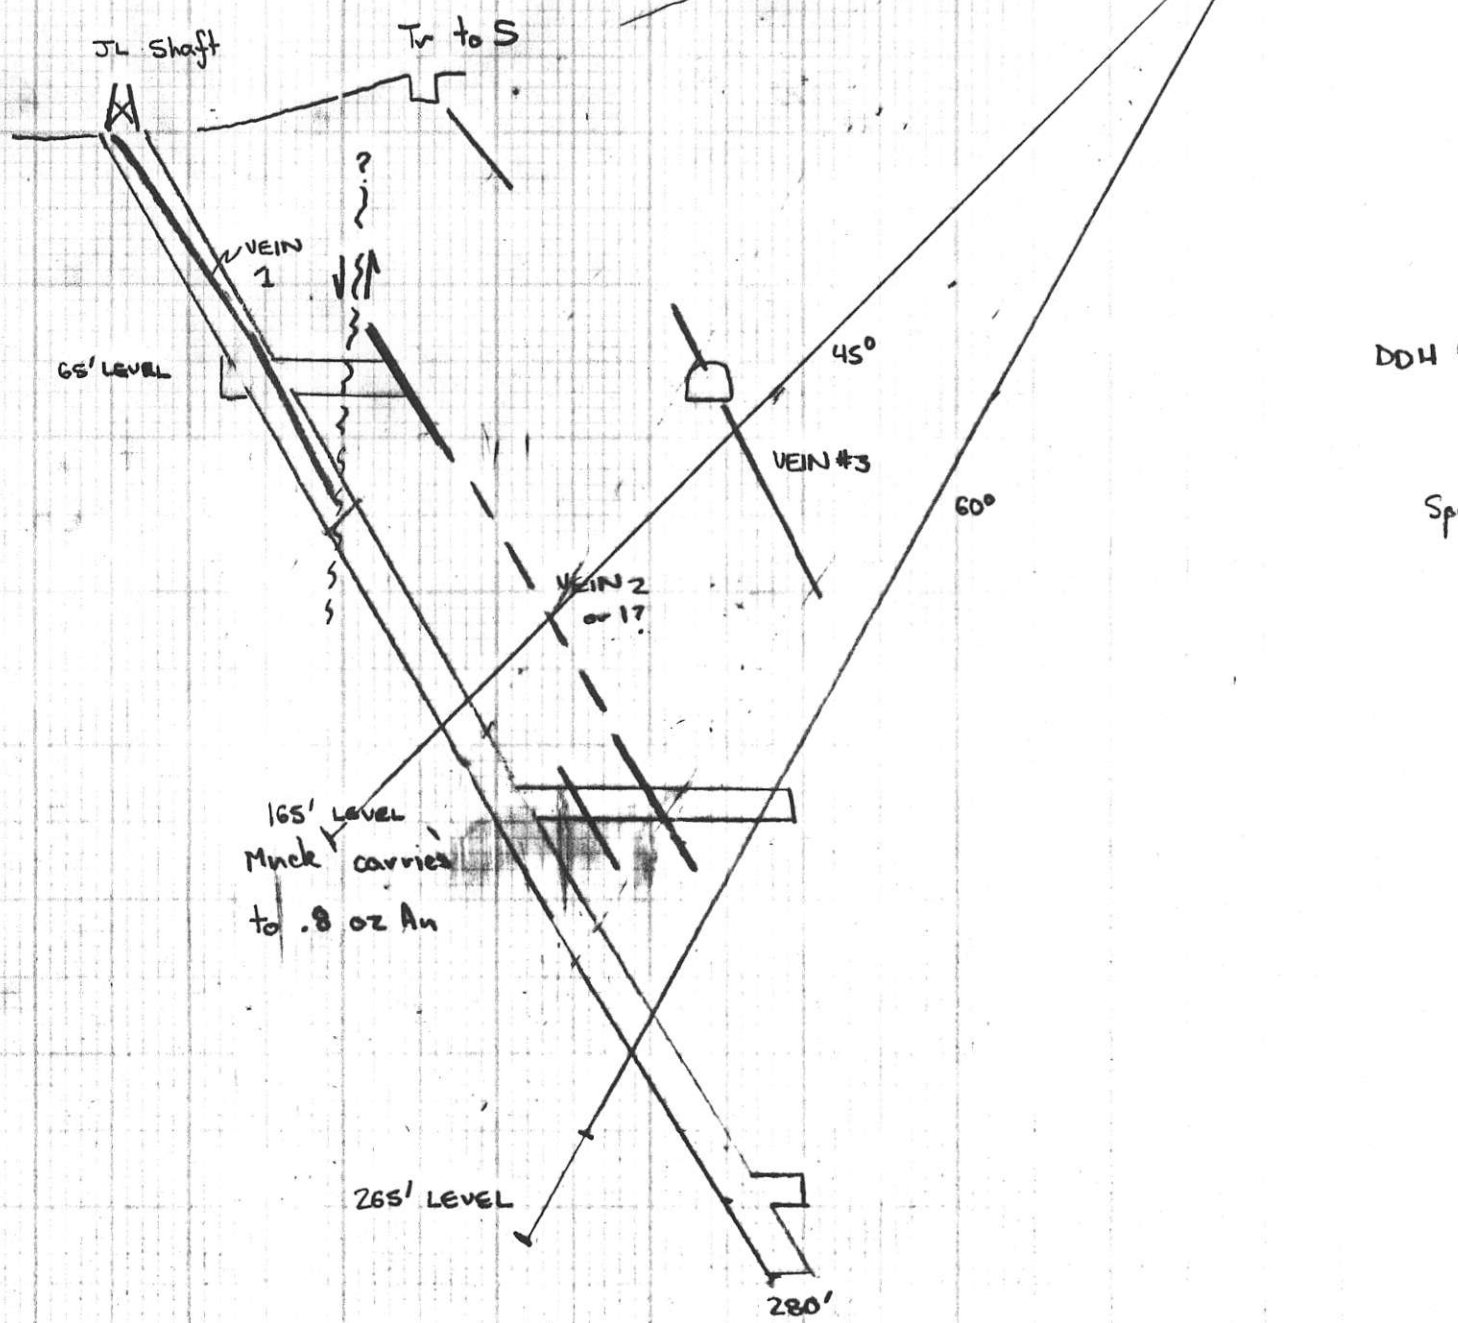 JL Shaft
Tr to S
?
VEIN
1
65' LEVEL
45°
DDH
VEIN #3
60°
VEIN 2
or 1?
165' LEVEL
Muck carries
to .8 oz Au
265' LEVEL
280'